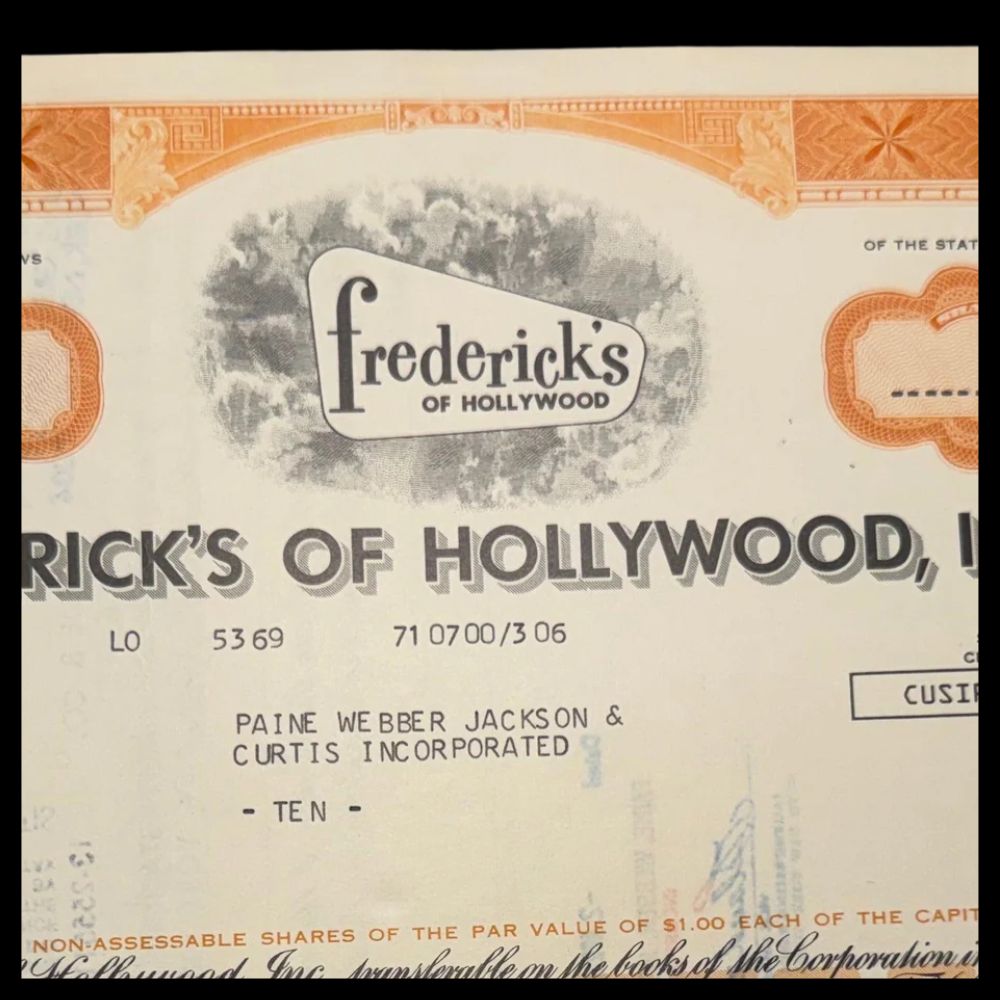 OF THE STAT
frederick's
OF HOLLYWOOD
RICK'S OF HOLLYWOOD, I
LO 5369 71 0700/306
CUSIP
PAINE WEBBER JACKSON &
CURTIS INCORPORATED
- TEN -
NON-ASSESSABLE SHARES OF THE PAR VALUE OF $1.00 EACH OF THE CAPIT
Hollywood, Inc. transferable on the books of the Corporation i